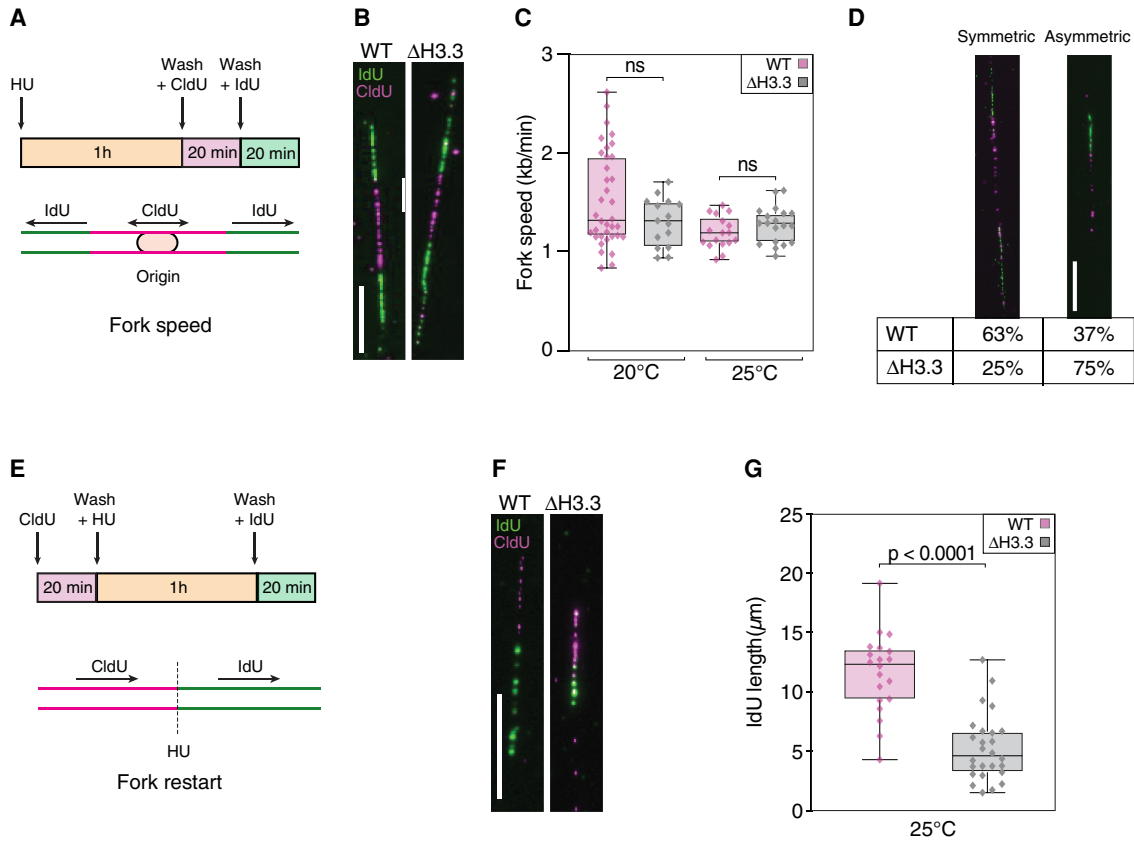 A
HU
Wash
+ CldU
Wash
+ IdU
1h
20 min
20 min
IdU
CldU
IdU
Origin
Fork speed
B
WT
ΔH3.3
IdU
CldU
C
Fork speed (kb/min)
3
2
1
0
ns
ns
WT
ΔH3.3
20°C
25°C
D
Symmetric
Asymmetric
WT 63% 37%
ΔH3.3 25% 75%
E
CldU
Wash
+ HU
Wash
+ IdU
20 min
1h
20 min
CldU
IdU
HU
Fork restart
F
WT
ΔH3.3
IdU
CldU
G
IdU length(μm)
25
20
15
10
5
0
WT
ΔH3.3
p < 0.0001
25°C